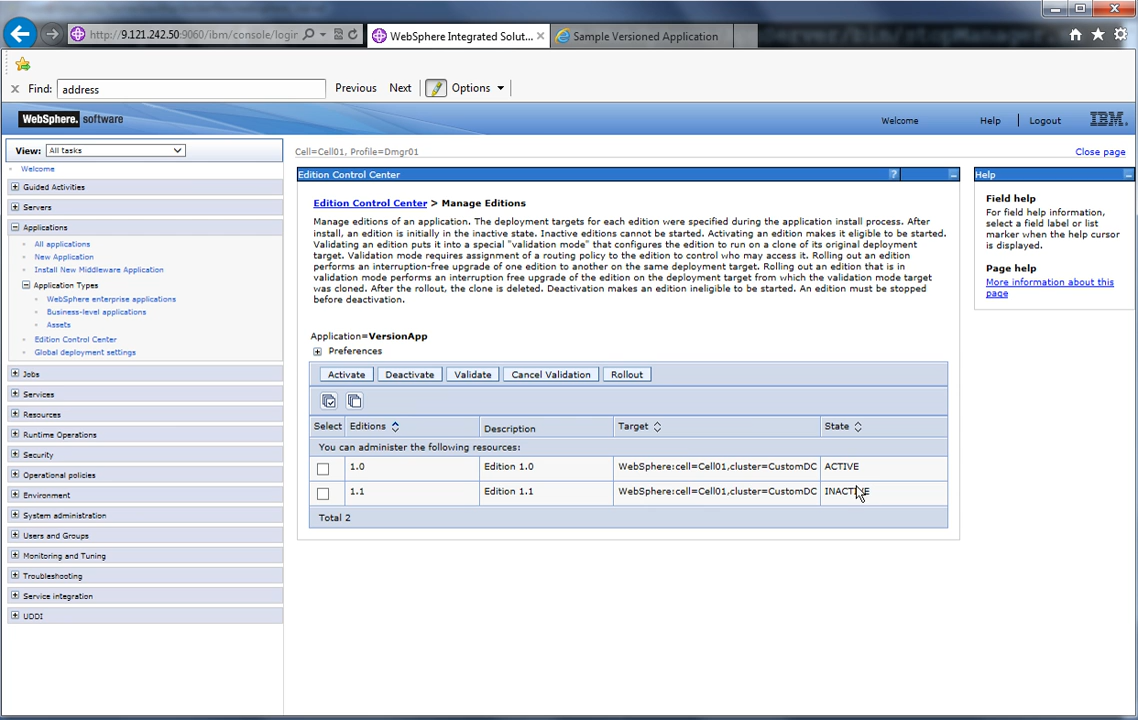 http://9.121.242.50:9060/ibm/console/login
WebSphere Integrated Solut...
Sample Versioned Application
Find: address Previous Next Options
WebSphere. software
Welcome Help Logout IBM.
View: All tasks
Cell=Cell01, Profile=Dmgr01
Close page
Welcome
Guided Activities
Servers
Applications
All applications
New Application
Install New Middleware Application
Application Types
WebSphere enterprise applications
Business-level applications
Assets
Edition Control Center
Global deployment settings
Jobs
Services
Resources
Runtime Operations
Security
Operational policies
Environment
System administration
Users and Groups
Monitoring and Tuning
Troubleshooting
Service integration
UDDI
Edition Control Center
Edition Control Center > Manage Editions
Manage editions of an application. The deployment targets for each edition were specified during the application install process. After
install, an edition is initially in the inactive state. Inactive editions cannot be started. Activating an edition makes it eligible to be started.
Validating an edition puts it into a special "validation mode" that configures the edition to run on a clone of its original deployment
target. Validation mode requires assignment of a routing policy to the edition to control who may access it. Rolling out an edition
performs an interruption-free upgrade of one edition to another on the same deployment target. Rolling out an edition that is in
validation mode performs an interruption free upgrade of the edition on the deployment target from which the validation mode target
was cloned. After the rollout, the clone is deleted. Deactivation makes an edition ineligible to be started. An edition must be stopped
before deactivation.
Application=VersionApp
Preferences
Activate Deactivate Validate Cancel Validation Rollout
Select Editions Description Target State
You can administer the following resources:
1.0 Edition 1.0 WebSphere:cell=Cell01,cluster=CustomDC ACTIVE
1.1 Edition 1.1 WebSphere:cell=Cell01,cluster=CustomDC INACTIVE
Total 2
Help
Field help
For field help information,
select a field label or list
marker when the help cursor
is displayed.
Page help
More information about this
page